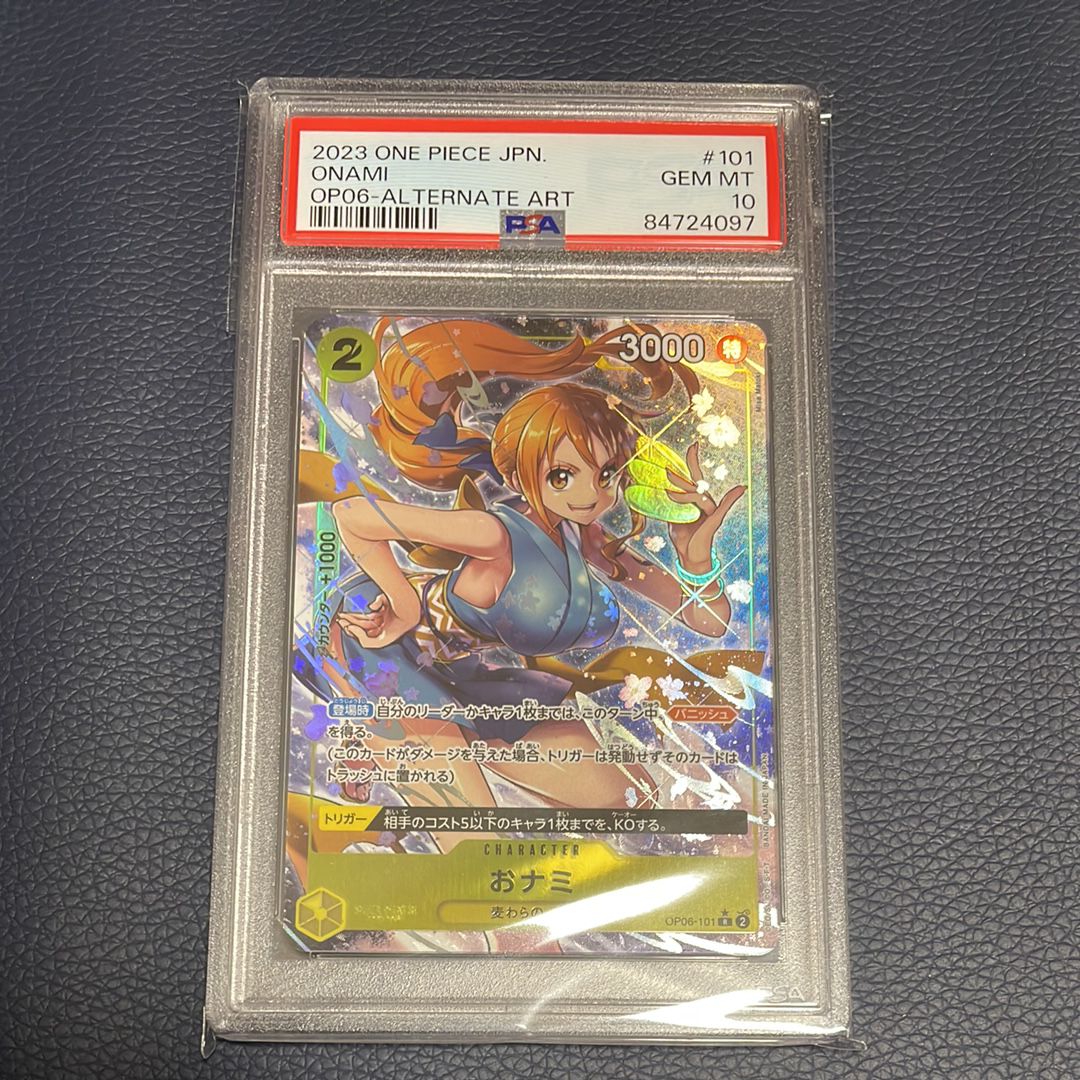 2023 ONE PIECE JPN. #101
ONAMI GEM MT
OP06-ALTERNATE ART 10
PSA 84724097
2 3000 特
カウンター +1000
登場時 自分のリーダーかキャラ1枚までは、このターン中、バニッシュ
を得る。
(このカードがダメージを与えた場合、トリガーは発動せずそのカードは
トラッシュに置かれる)
トリガー 相手のコスト5以下のキャラ1枚までを、KOする。
CHARACTER
おナミ
麦わらの
OP06-101 R 2
MADE IN JAPAN
PSA